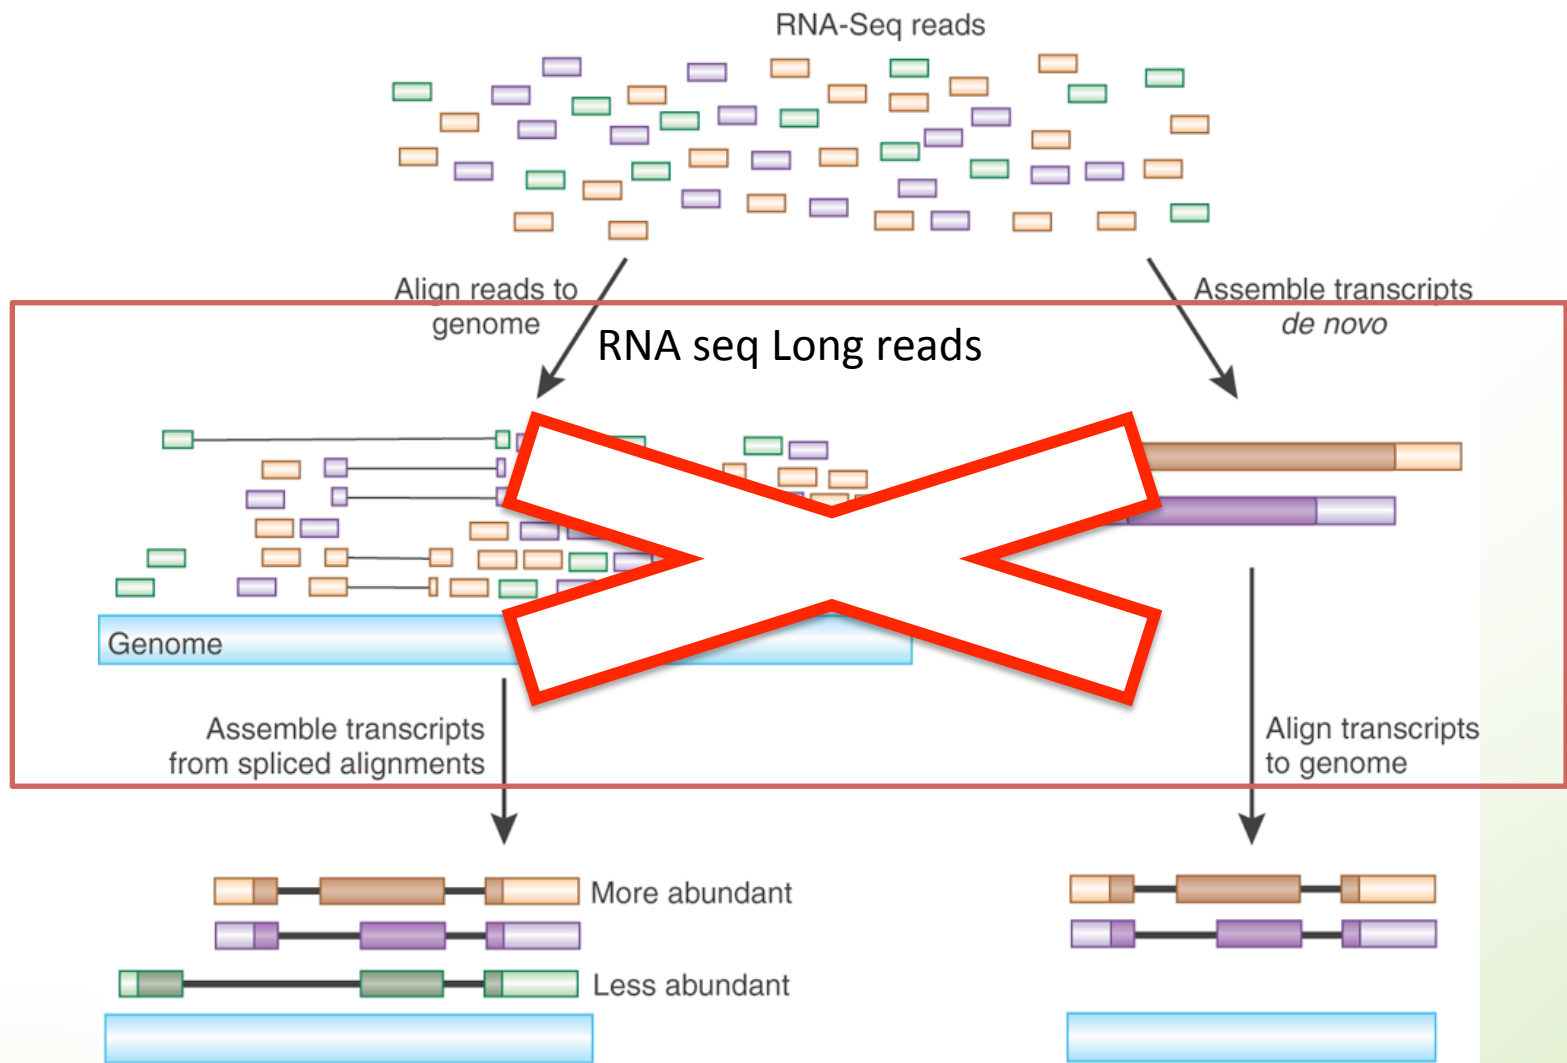 RNA-Seq reads
Align reads to
genome
Assemble transcripts
de novo
RNA seq Long reads
Genome
Assemble transcripts
from spliced alignments
Align transcripts
to genome
More abundant
Less abundant